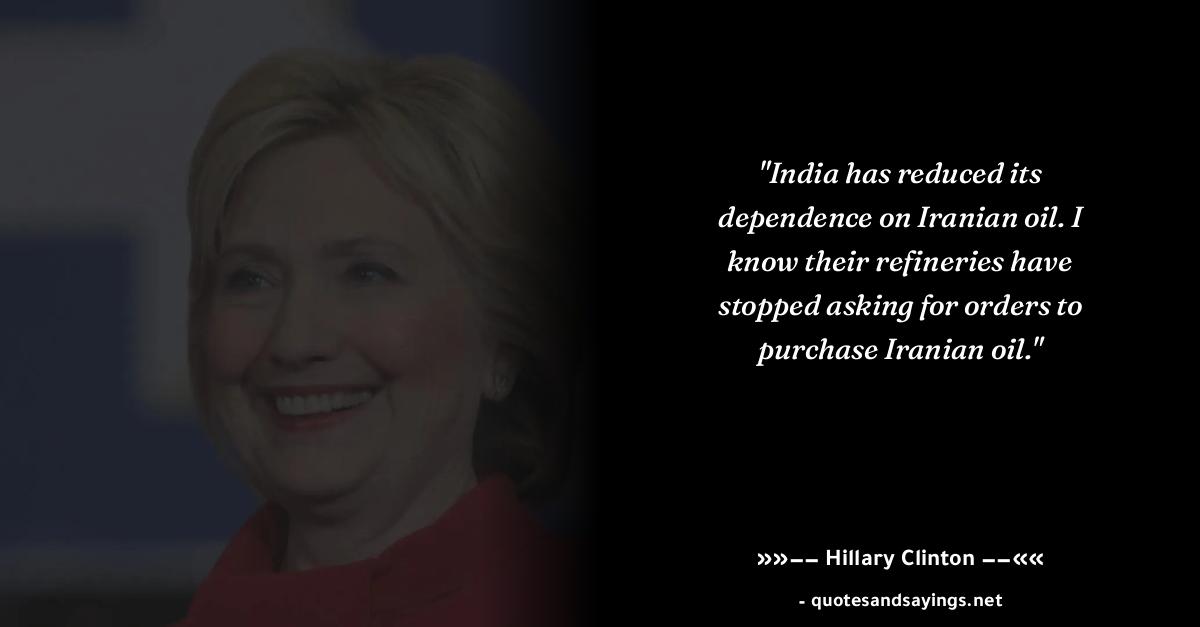 "India has reduced its
dependence on Iranian oil. I
know their refineries have
stopped asking for orders to
purchase Iranian oil."
»»−− Hillary Clinton −−««
- quotesandsayings.net